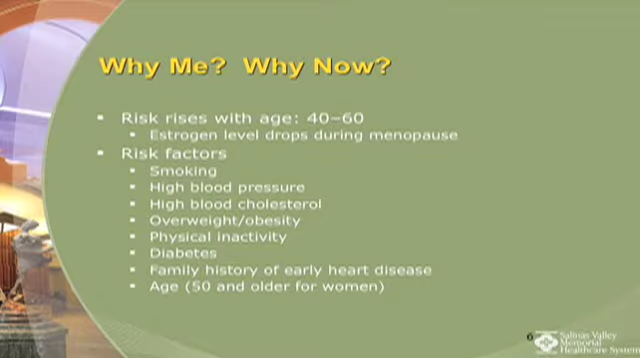 Why Me? Why Now?
Risk rises with age: 40–60
Estrogen level drops during menopause
Risk factors
Smoking
High blood pressure
High blood cholesterol
Overweight/obesity
Physical inactivity
Diabetes
Family history of early heart disease
Age (50 and older for women)
6
Salinas Valley
Memorial
Healthcare System